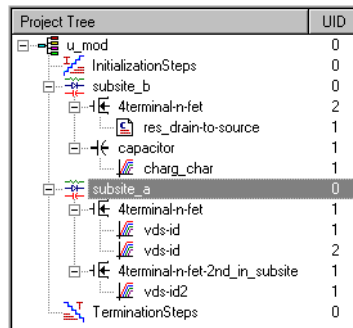 Project Tree UID
u_mod 0
InitializationSteps 0
subsite_b 0
4terminal-n-fet 2
res_drain-to-source 1
capacitor 1
charg_char 1
subsite_a 0
4terminal-n-fet 1
vds-id 1
vds-id 2
4terminal-n-fet-2nd_in_subsite 1
vds-id2 1
TerminationSteps 0